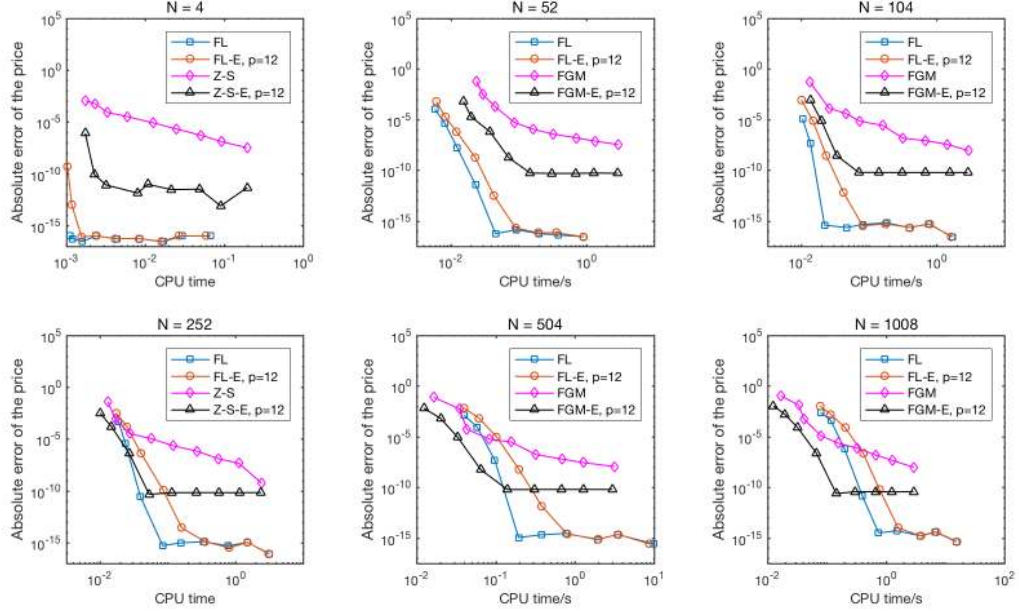 N = 4
N = 52
N = 104
FL
FL-E, p=12
Z-S
Z-S-E, p=12
FL
FL-E, p=12
FGM
FGM-E, p=12
FL
FL-E, p=12
FGM
FGM-E, p=12
Absolute error of the price
10^5
10^0
10^-5
10^-10
10^-15
10^-3
10^-2
10^-1
10^0
CPU time
Absolute error of the price
10^5
10^0
10^-5
10^-10
10^-15
10^-2
10^0
CPU time/s
Absolute error of the price
10^5
10^0
10^-5
10^-10
10^-15
10^-2
10^0
CPU time/s
N = 252
N = 504
N = 1008
FL
FL-E, p=12
Z-S
Z-S-E, p=12
FL
FL-E, p=12
FGM
FGM-E, p=12
FL
FL-E, p=12
FGM
FGM-E, p=12
Absolute error of the price
10^5
10^0
10^-5
10^-10
10^-15
10^-2
10^0
CPU time
Absolute error of the price
10^5
10^0
10^-5
10^-10
10^-15
10^-2
10^-1
10^0
10^1
CPU time/s
Absolute error of the price
10^5
10^0
10^-5
10^-10
10^-15
10^-2
10^0
10^2
CPU time/s